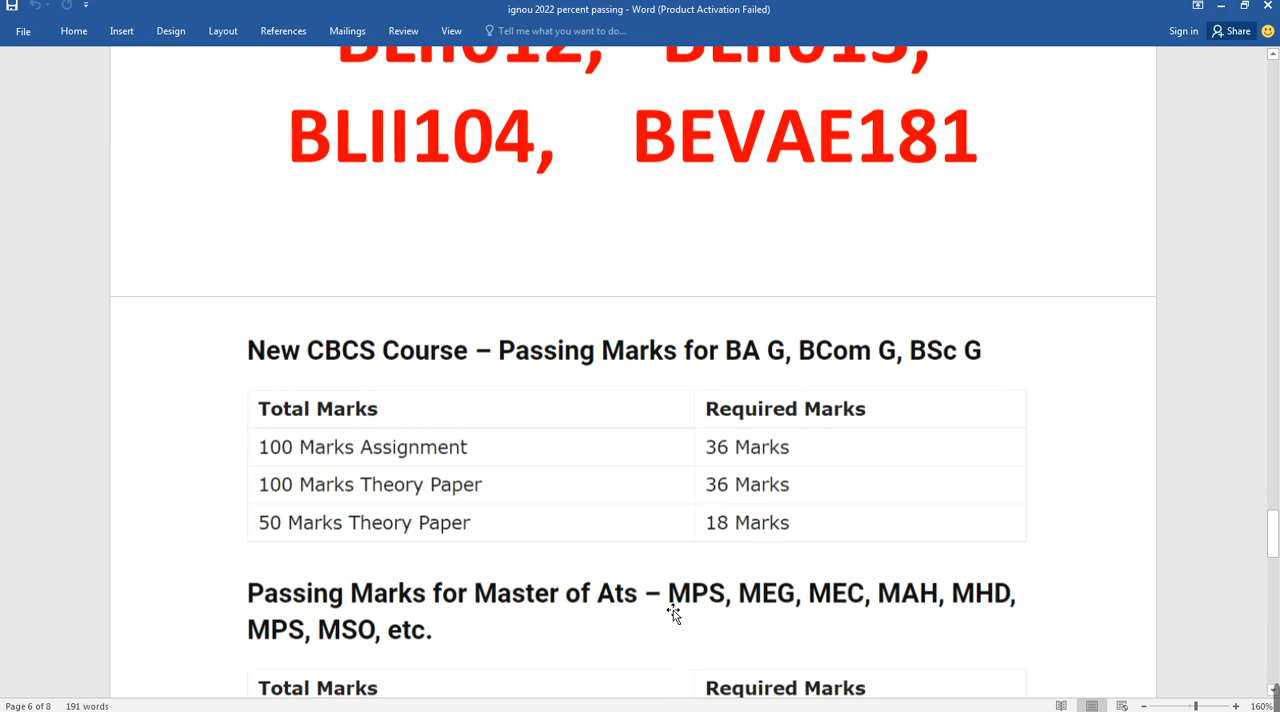 ignou 2022 percent passing - Word (Product Activation Failed)
File Home Insert Design Layout References Mailings Review View Tell me what you want to do... Sign in Share
BLII012, BLII013,
BLII104, BEVAE181
New CBCS Course – Passing Marks for BA G, BCom G, BSc G
Total Marks Required Marks
100 Marks Assignment 36 Marks
100 Marks Theory Paper 36 Marks
50 Marks Theory Paper 18 Marks
Passing Marks for Master of Ats – MPS, MEG, MEC, MAH, MHD,
MPS, MSO, etc.
Total Marks Required Marks
Page 6 of 8 191 words 160%